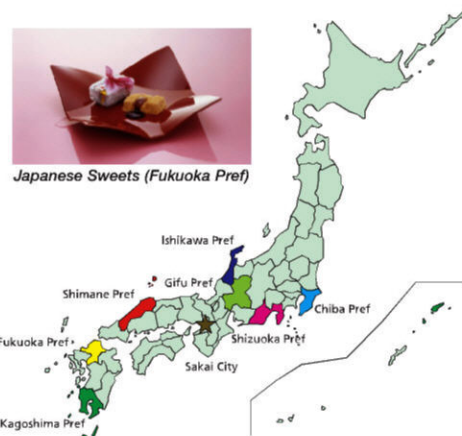 Japanese Sweets (Fukuoka Pref)
Ishikawa Pref
Gifu Pref
Shimane Pref
Chiba Pref
Fukuoka Pref
Shizuoka Pref
Sakai City
Kagoshima Pref